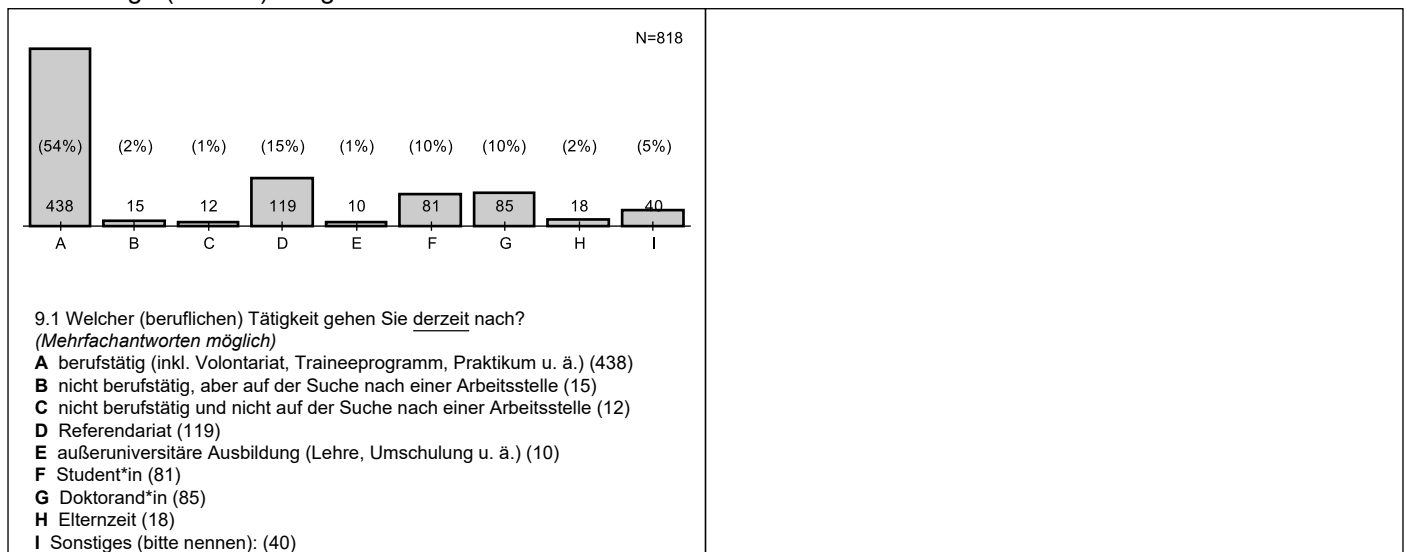 N=818
(54%) (2%) (1%) (15%) (1%) (10%) (10%) (2%) (5%)
438 15 12 119 10 81 85 18 40
A B C D E F G H I
9.1 Welcher (beruflichen) Tätigkeit gehen Sie derzeit nach?
(Mehrfachantworten möglich)
A berufstätig (inkl. Volontariat, Traineeprogramm, Praktikum u. ä.) (438)
B nicht berufstätig, aber auf der Suche nach einer Arbeitsstelle (15)
C nicht berufstätig und nicht auf der Suche nach einer Arbeitsstelle (12)
D Referendariat (119)
E außeruniversitäre Ausbildung (Lehre, Umschulung u. ä.) (10)
F Student*in (81)
G Doktorand*in (85)
H Elternzeit (18)
I Sonstiges (bitte nennen): (40)